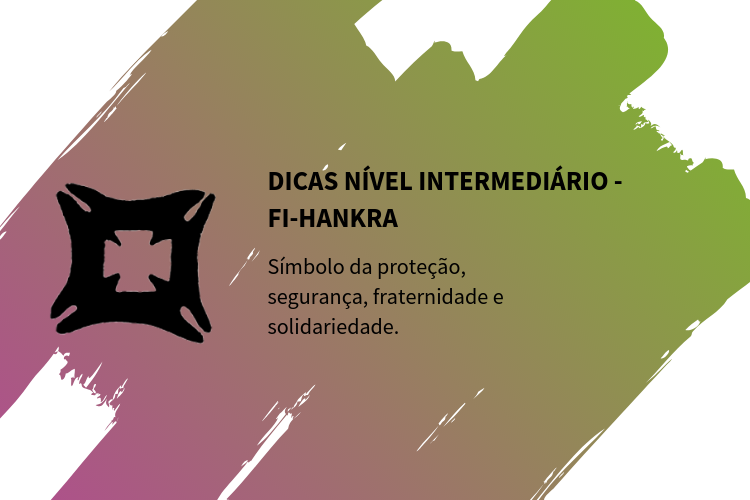 DICAS NÍVEL INTERMEDIÁRIO -
FI-HANKRA
Símbolo da proteção,
segurança, fraternidade e
solidariedade.